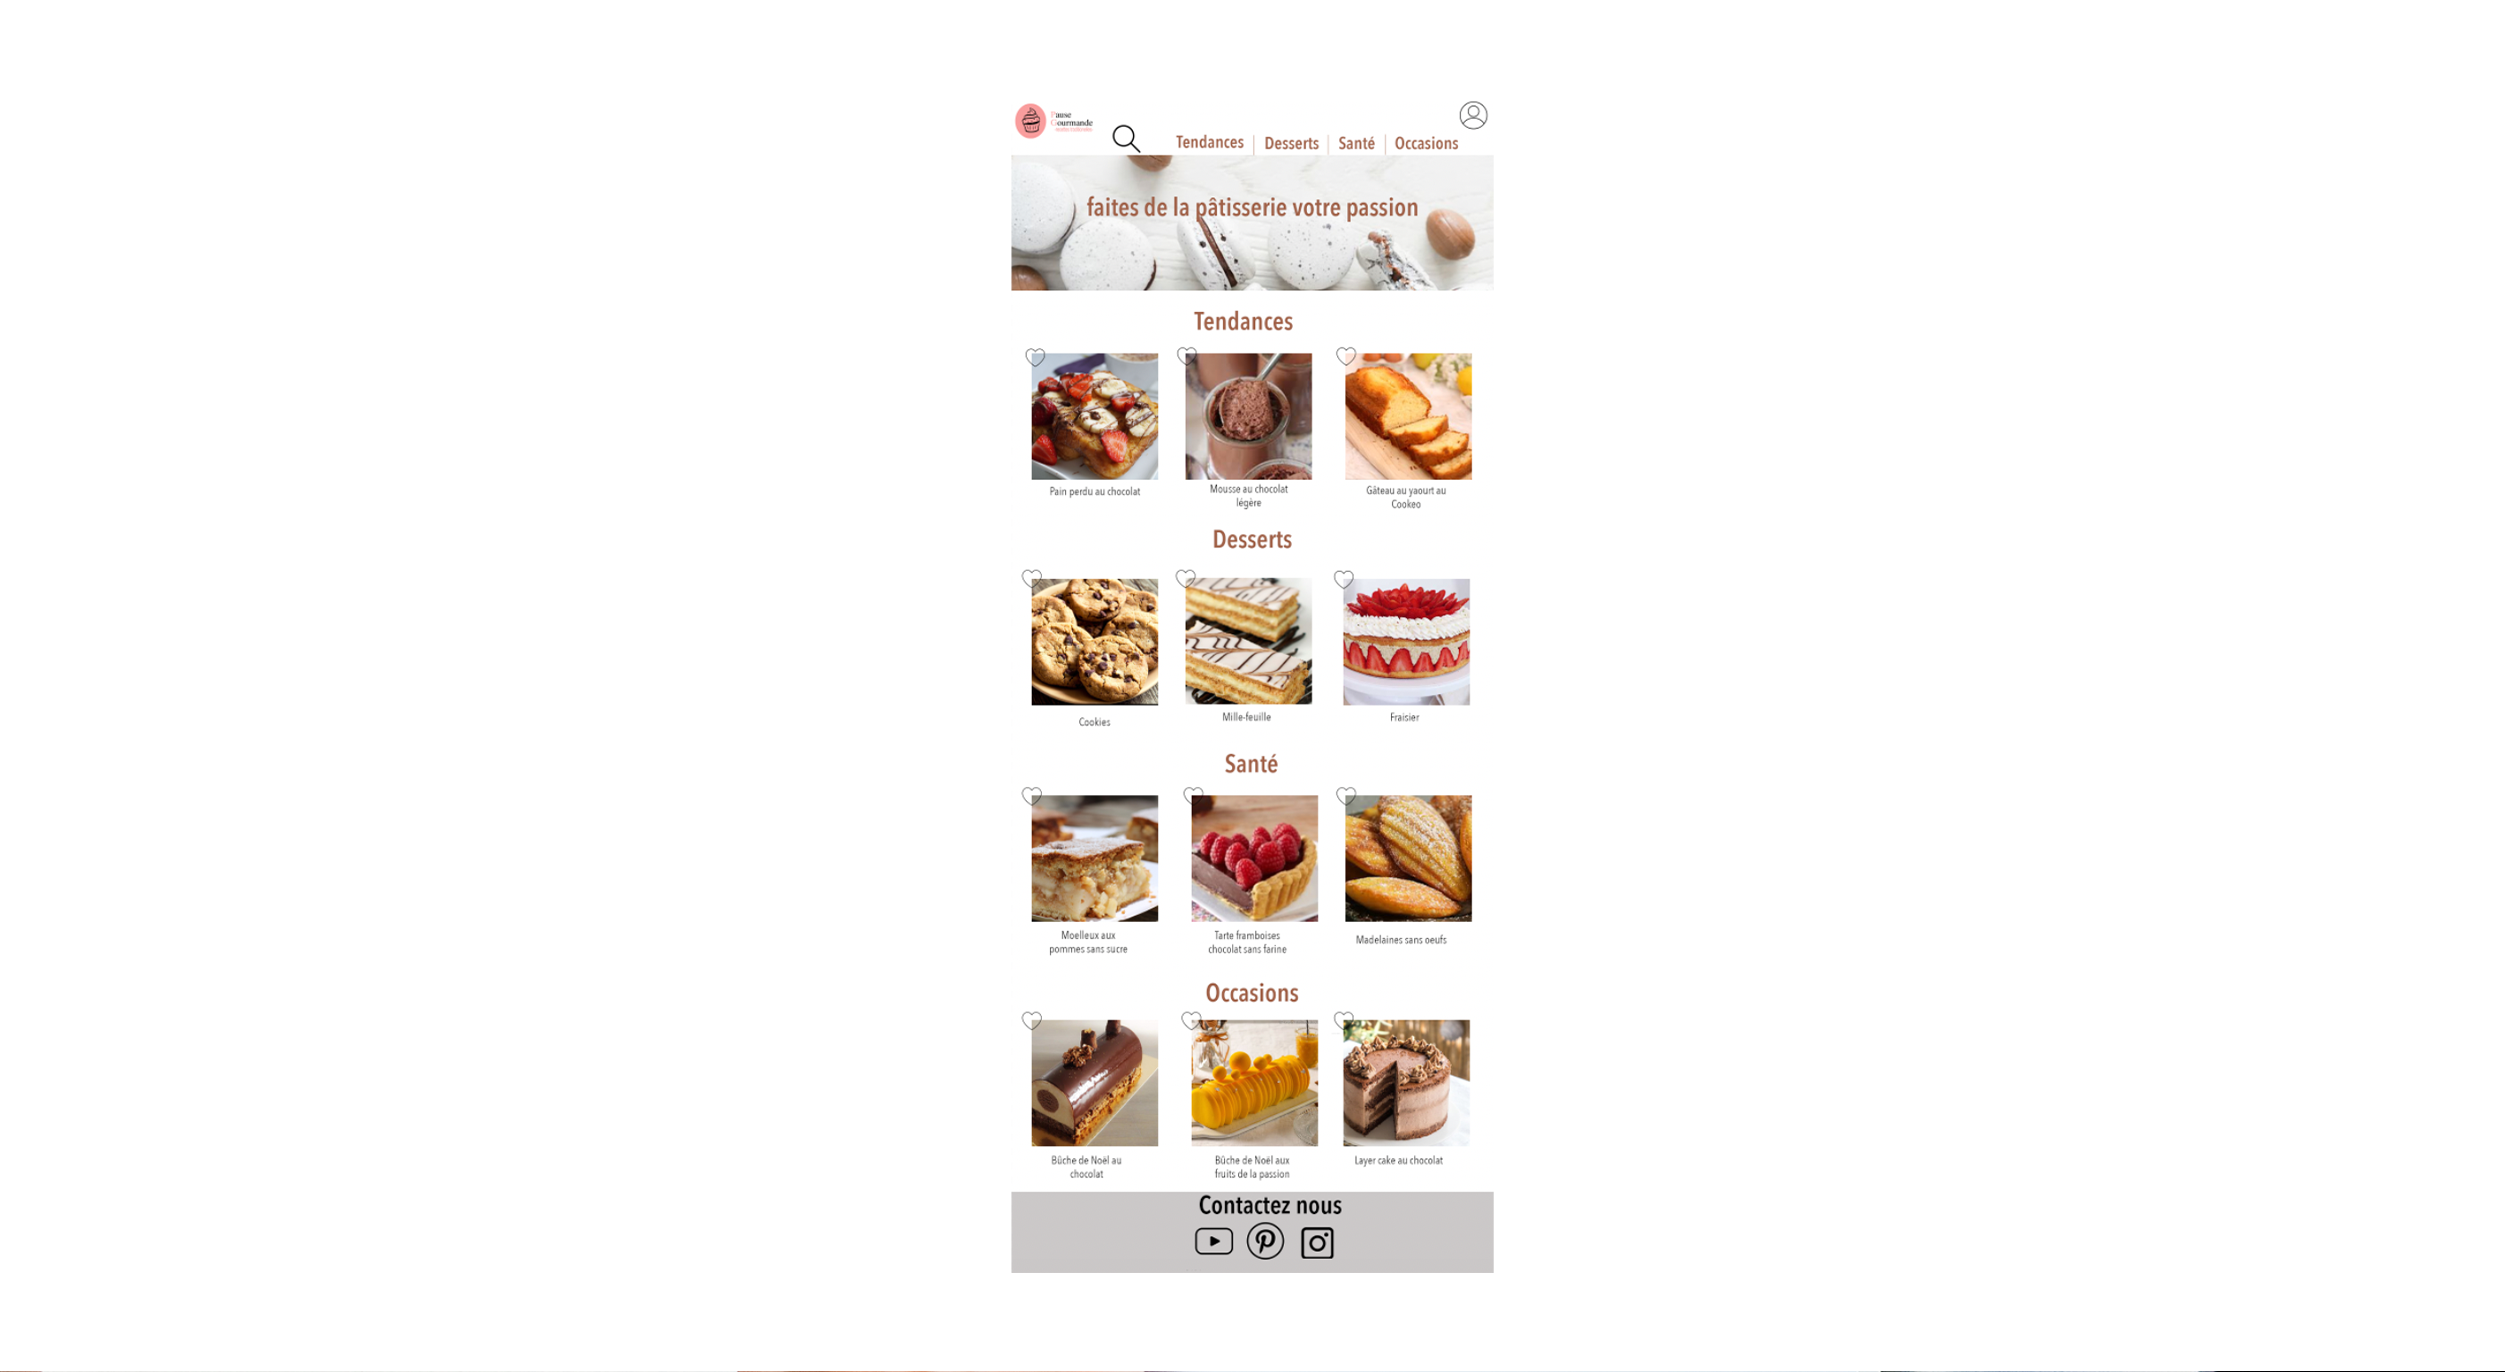 Pause
Gourmande
Tendances
Desserts
Santé
Occasions
faites de la pâtisserie votre passion
Tendances
Pain perdu au chocolat
Mousse au chocolat
légère
Gâteau au yaourt au
Cookeo
Desserts
Cookies
Mille-feuille
Fraisier
Santé
Moelleux aux
pommes sans sucre
Tarte framboises
chocolat sans farine
Madelaines sans oeufs
Occasions
Bûche de Noël au
chocolat
Bûche de Noël aux
fruits de la passion
Layer cake au chocolat
Contactez nous